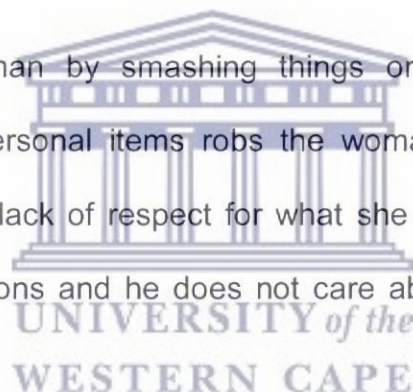 man by smashing things or
ersonal items robs the woma
lack of respect for what she
ons and he does not care ab
UNIVERSITY of the
WESTERN CAPE